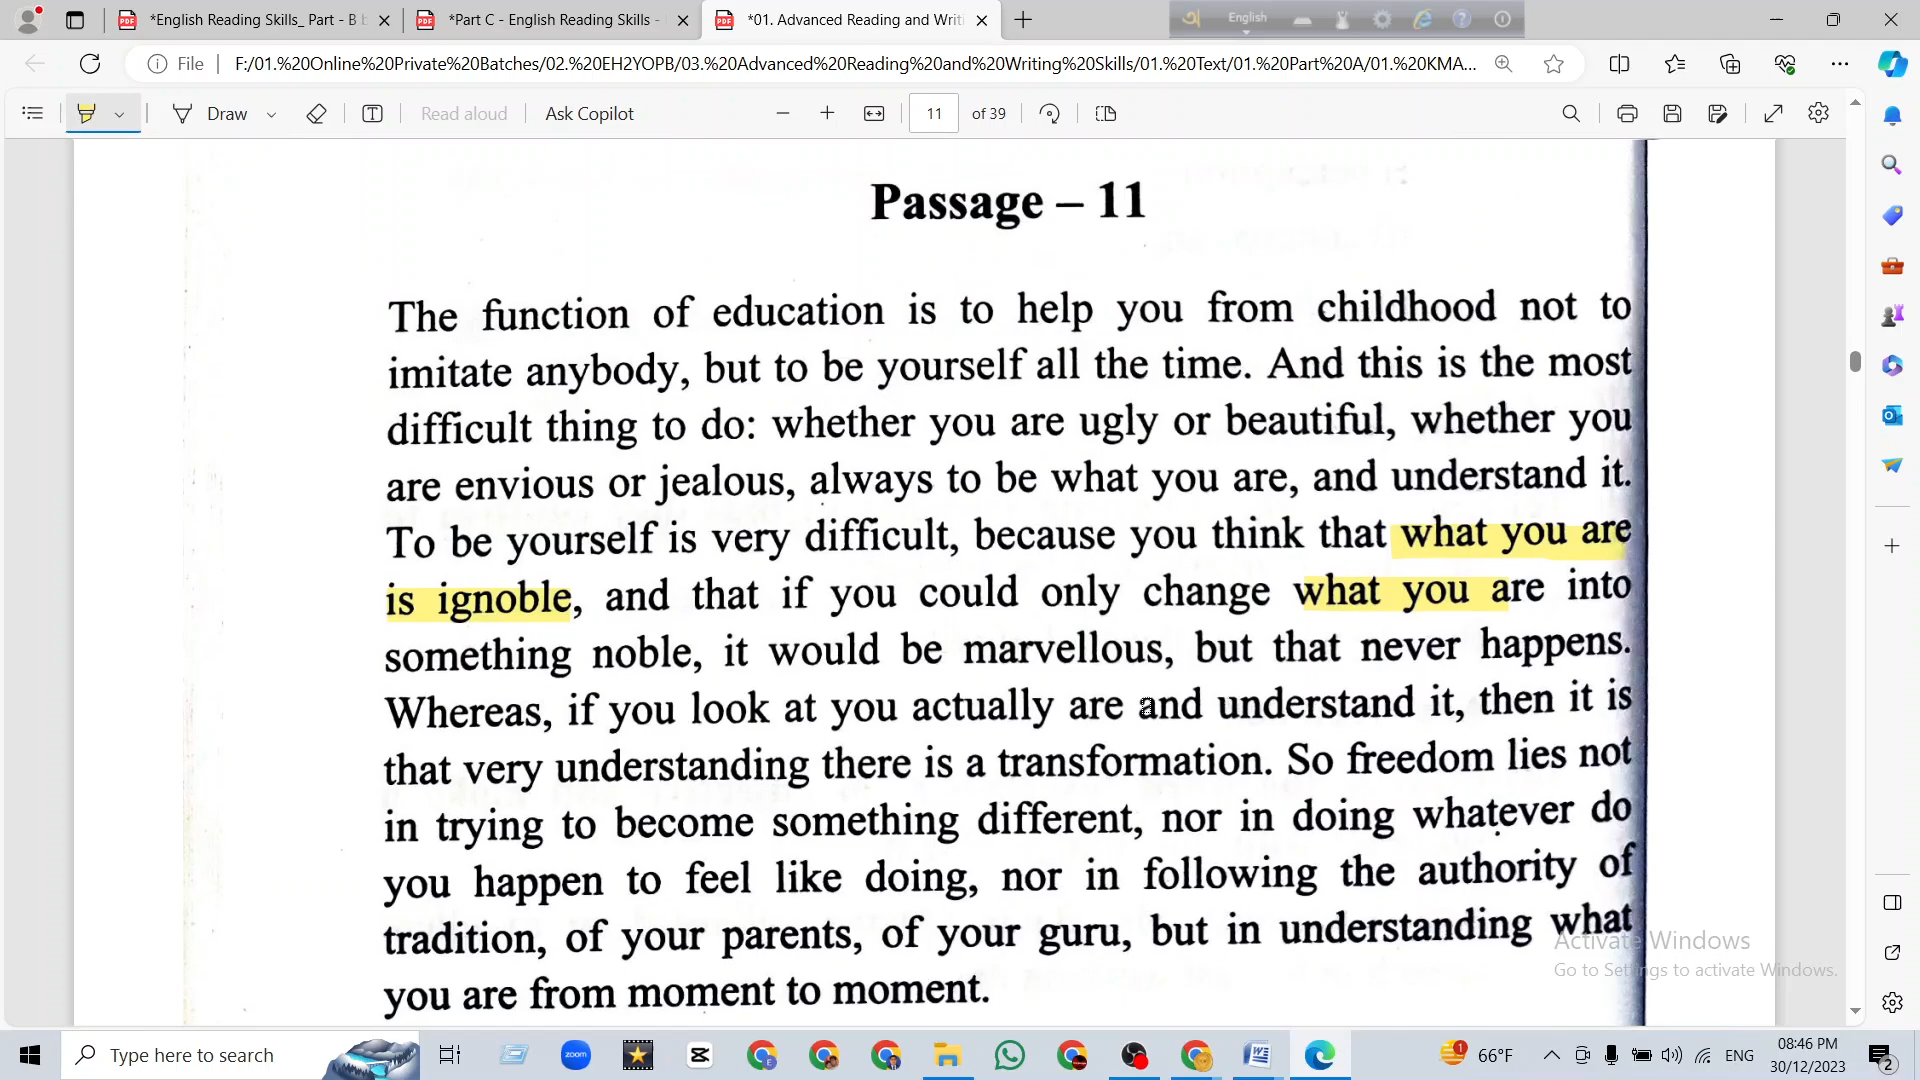 *English Reading Skills_ Part - B b
*Part C - English Reading Skills -
*01. Advanced Reading and Writi
English
File
F:/01.%20Online%20Private%20Batches/02.%20EH2YOPB/03.%20Advanced%20Reading%20and%20Writing%20Skills/01.%20Text/01.%20Part%20A/01.%20KMA...
Draw
Read aloud
Ask Copilot
11
of 39
Passage – 11
The function of education is to help you from childhood not to
imitate anybody, but to be yourself all the time. And this is the most
difficult thing to do: whether you are ugly or beautiful, whether you
are envious or jealous, always to be what you are, and understand it.
To be yourself is very difficult, because you think that what you are
is ignoble, and that if you could only change what you are into
something noble, it would be marvellous, but that never happens.
Whereas, if you look at you actually are and understand it, then it is
that very understanding there is a transformation. So freedom lies not
in trying to become something different, nor in doing whatever do
you happen to feel like doing, nor in following the authority of
tradition, of your parents, of your guru, but in understanding what
you are from moment to moment.
Activate Windows
Go to Settings to activate Windows.
Type here to search
zoom
1
66°F
ENG
08:46 PM
30/12/2023
2